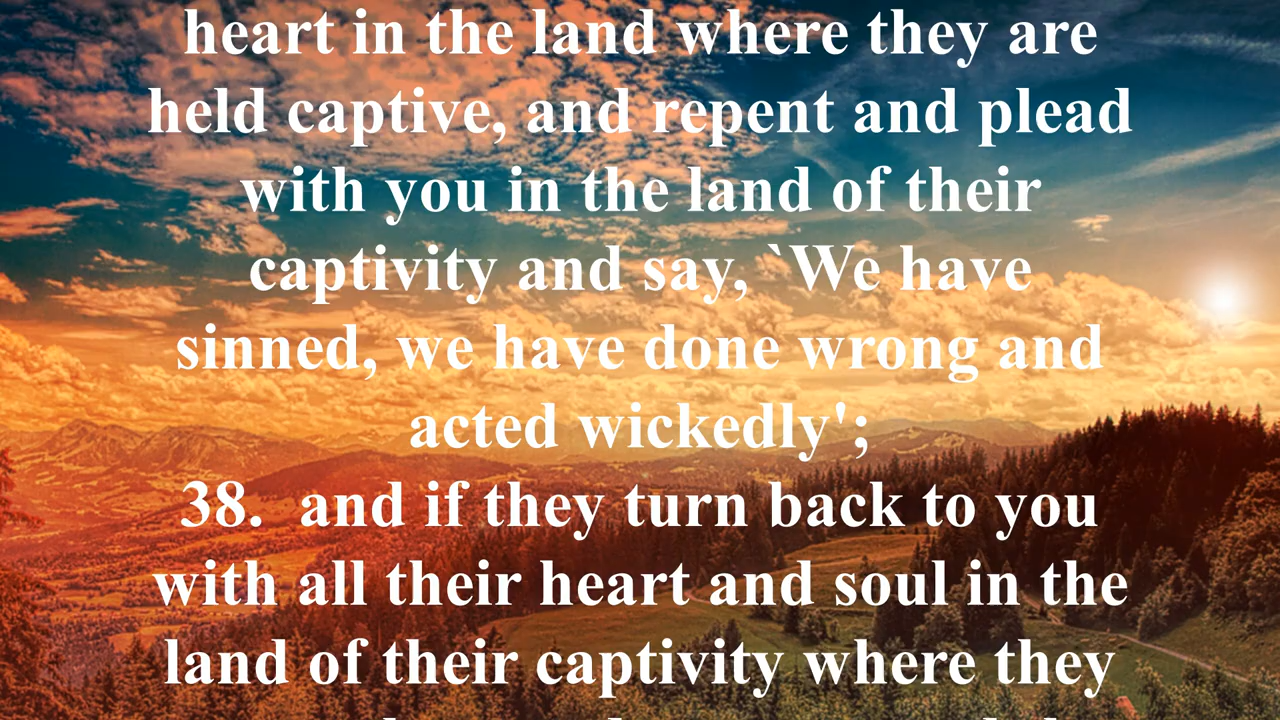 heart in the land where they are
held captive, and repent and plead
with you in the land of their
captivity and say, `We have
sinned, we have done wrong and
acted wickedly';
38.  and if they turn back to you
with all their heart and soul in the
land of their captivity where they